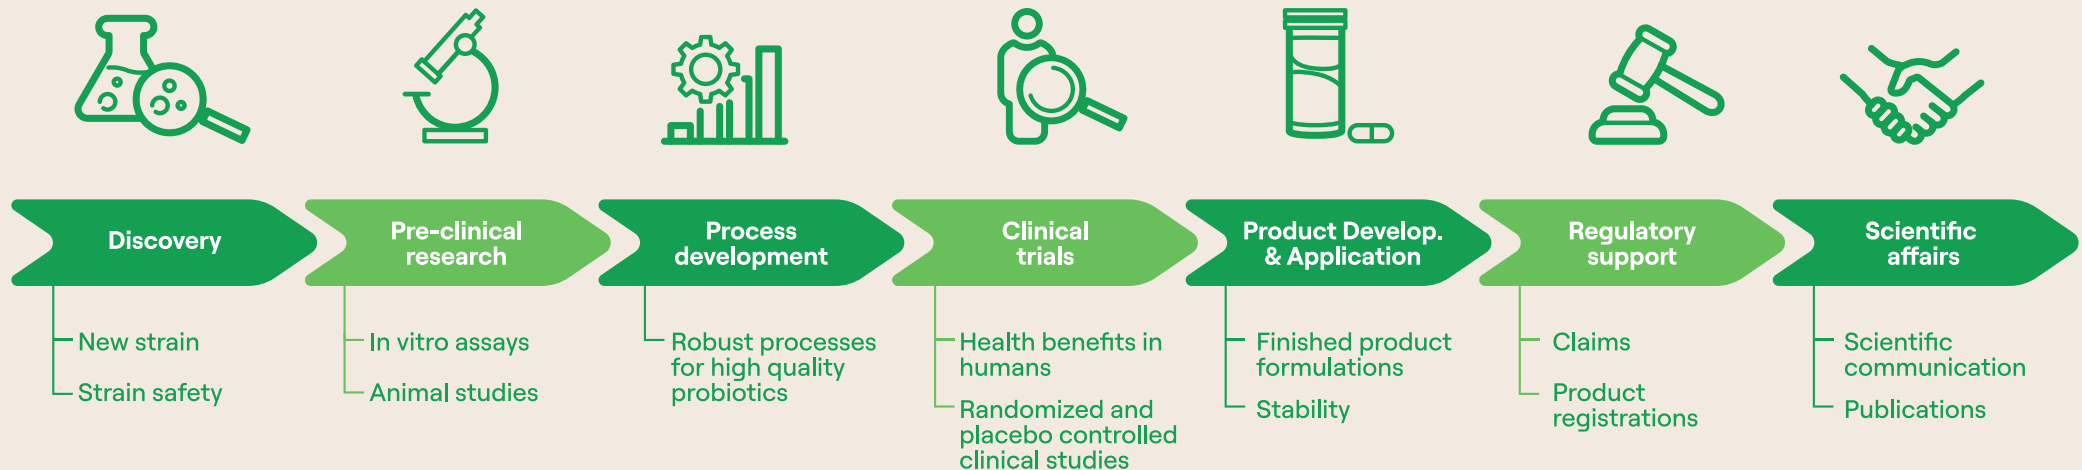 Discovery
New strain
Strain safety
Pre-clinical
research
In vitro assays
Animal studies
Process
development
Robust processes
for high quality
probiotics
Clinical
trials
Health benefits in
humans
Randomized and
placebo controlled
clinical studies
Product Develop.
& Application
Finished product
formulations
Stability
Regulatory
support
Claims
Product
registrations
Scientific
affairs
Scientific
communication
Publications